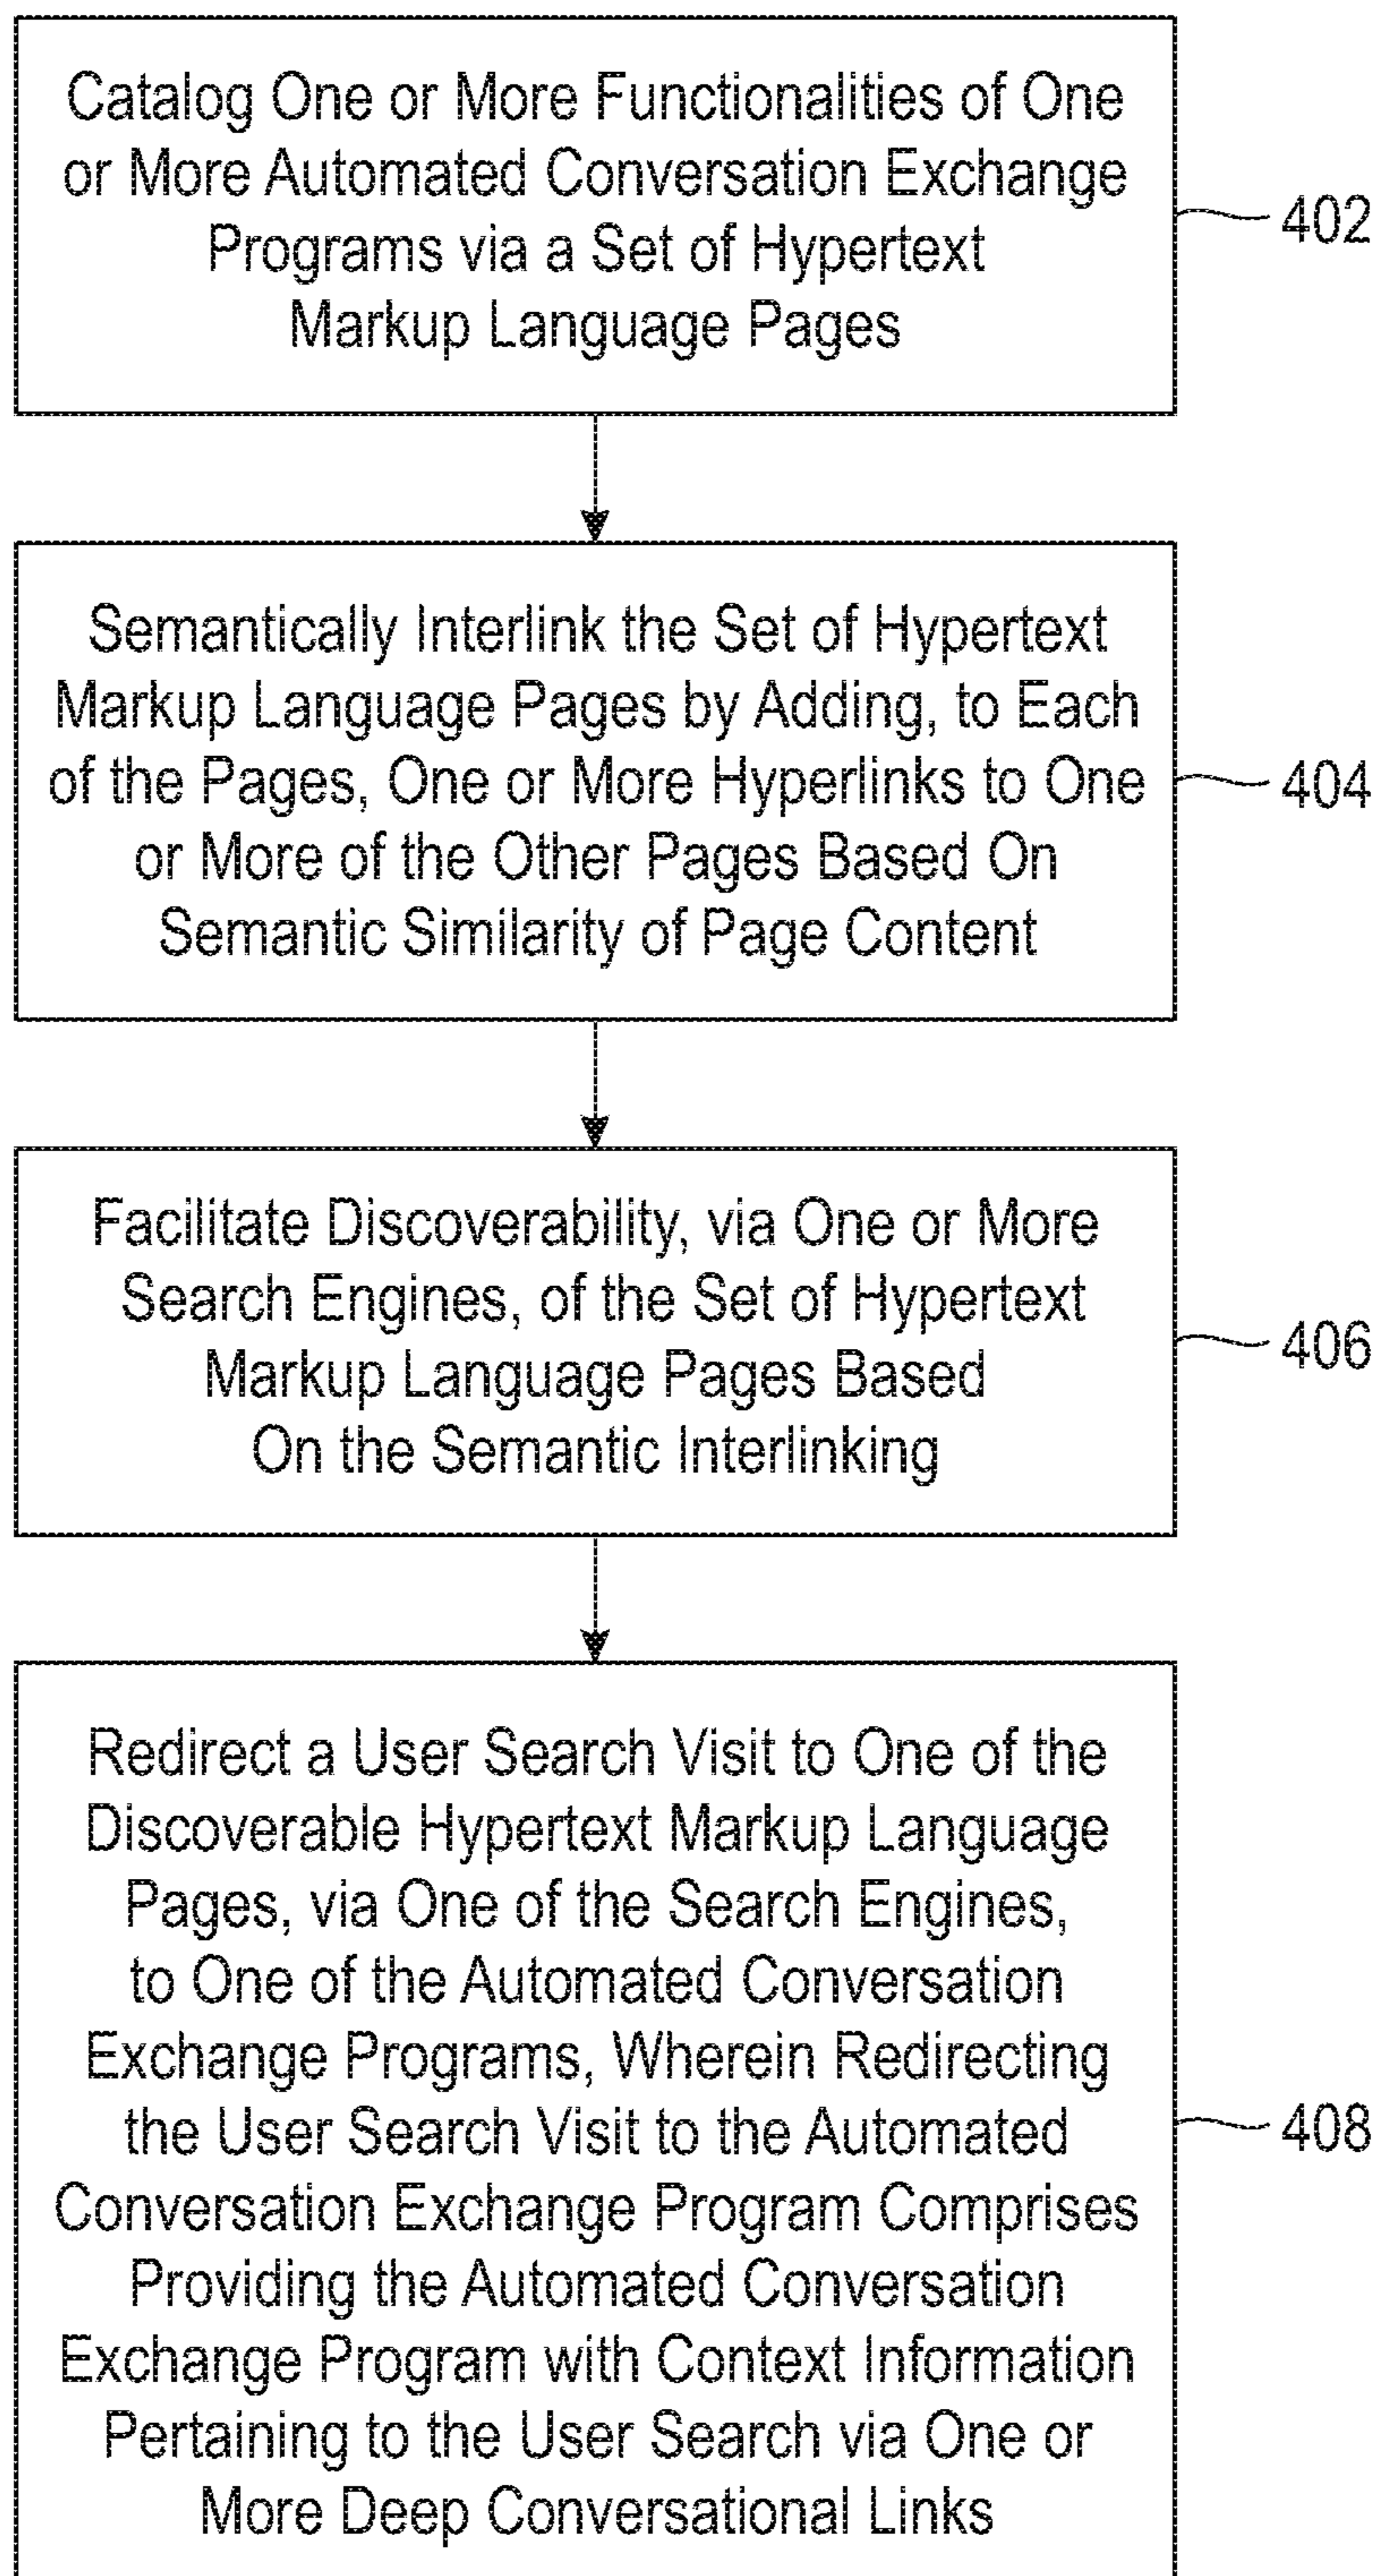 Catalog One or More Functionalities of One
or More Automated Conversation Exchange
Programs via a Set of Hypertext
Markup Language Pages
402
Semantically Interlink the Set of Hypertext
Markup Language Pages by Adding, to Each
of the Pages, One or More Hyperlinks to One
or More of the Other Pages Based On
Semantic Similarity of Page Content
404
Facilitate Discoverability, via One or More
Search Engines, of the Set of Hypertext
Markup Language Pages Based
On the Semantic Interlinking
406
Redirect a User Search Visit to One of the
Discoverable Hypertext Markup Language
Pages, via One of the Search Engines,
to One of the Automated Conversation
Exchange Programs, Wherein Redirecting
the User Search Visit to the Automated
Conversation Exchange Program Comprises
Providing the Automated Conversation
Exchange Program with Context Information
Pertaining to the User Search via One or
More Deep Conversational Links
408